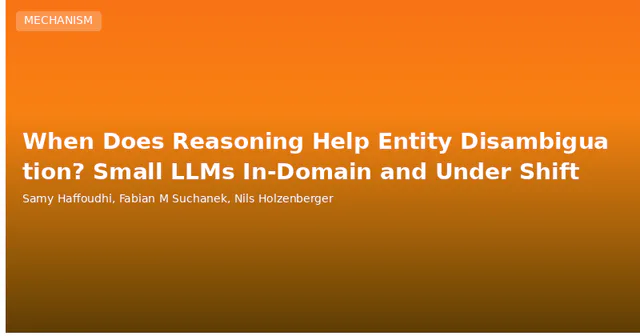 MECHANISM
When Does Reasoning Help Entity Disambigua
tion? Small LLMs In-Domain and Under Shift
Samy Haffoudhi, Fabian M Suchanek, Nils Holzenberger